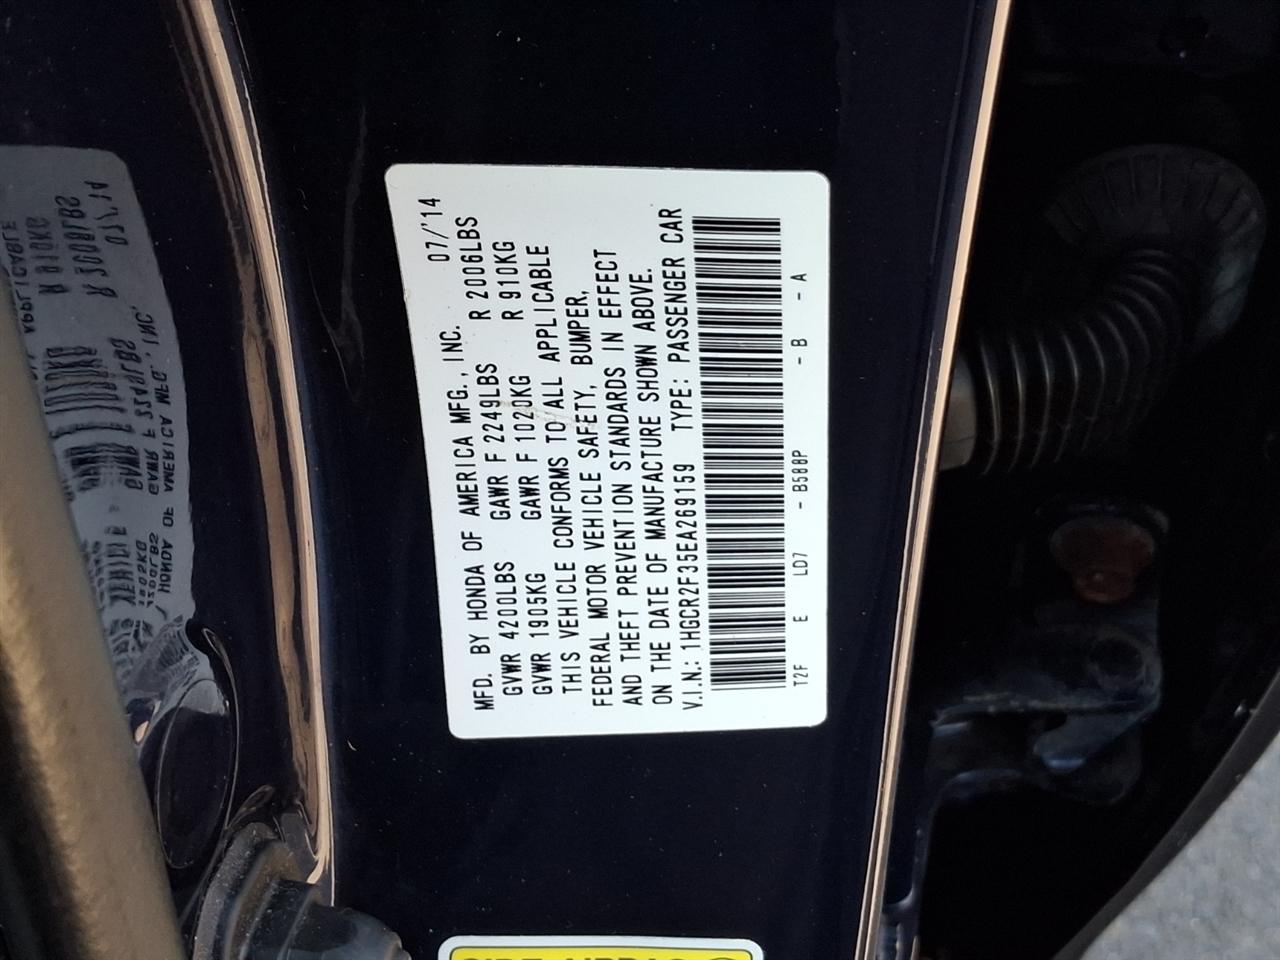 MFD. BY HONDA OF AMERICA MFG., INC. 07/'14
GVWR 4200LBS GAWR F 2249LBS R 2006LBS
GVWR 1905KG GAWR F 1020KG R 910KG
THIS VEHICLE CONFORMS TO ALL APPLICABLE
FEDERAL MOTOR VEHICLE SAFETY, BUMPER,
AND THEFT PREVENTION STANDARDS IN EFFECT
ON THE DATE OF MANUFACTURE SHOWN ABOVE.
V.I.N.: 1HGCR2F35EA269159 TYPE: PASSENGER CAR
T2F E LD7 - B588P - B - A